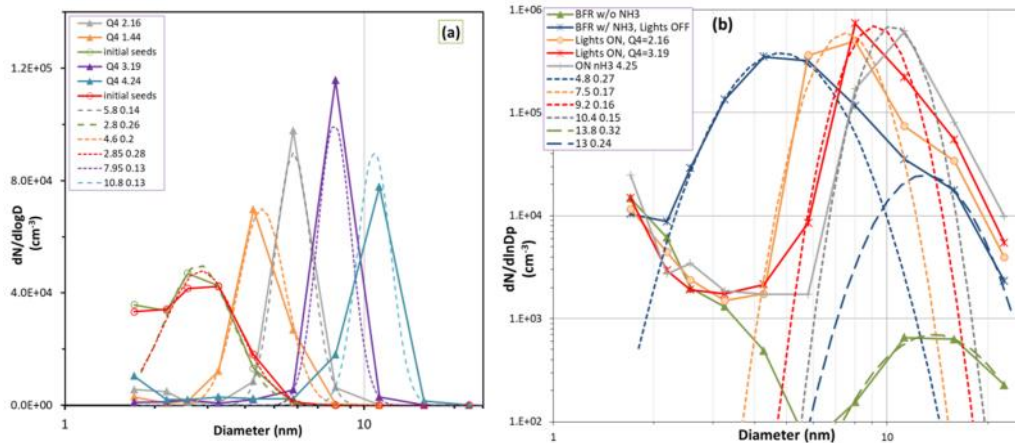 (a)
Q4 2.16
Q4 1.44
initial seeds
Q4 3.19
Q4 4.24
initial seeds
5.8 0.14
2.8 0.26
4.6 0.2
2.85 0.28
7.95 0.13
10.8 0.13
1.2E+05
8.0E+04
4.0E+04
0.0E+00
dN/dlogD
(cm-3)
1
10
Diameter (nm)
(b)
BFR w/o NH3
BFR w/ NH3, Lights OFF
Lights ON, Q4=2.16
Lights ON, Q4=3.19
ON nH3 4.25
4.8 0.27
7.5 0.17
9.2 0.16
10.4 0.15
13.8 0.32
13 0.24
1.E+06
1.E+05
1.E+04
1.E+03
1.E+02
dN/dlnDp
(cm-3)
1
10
Diameter (nm)